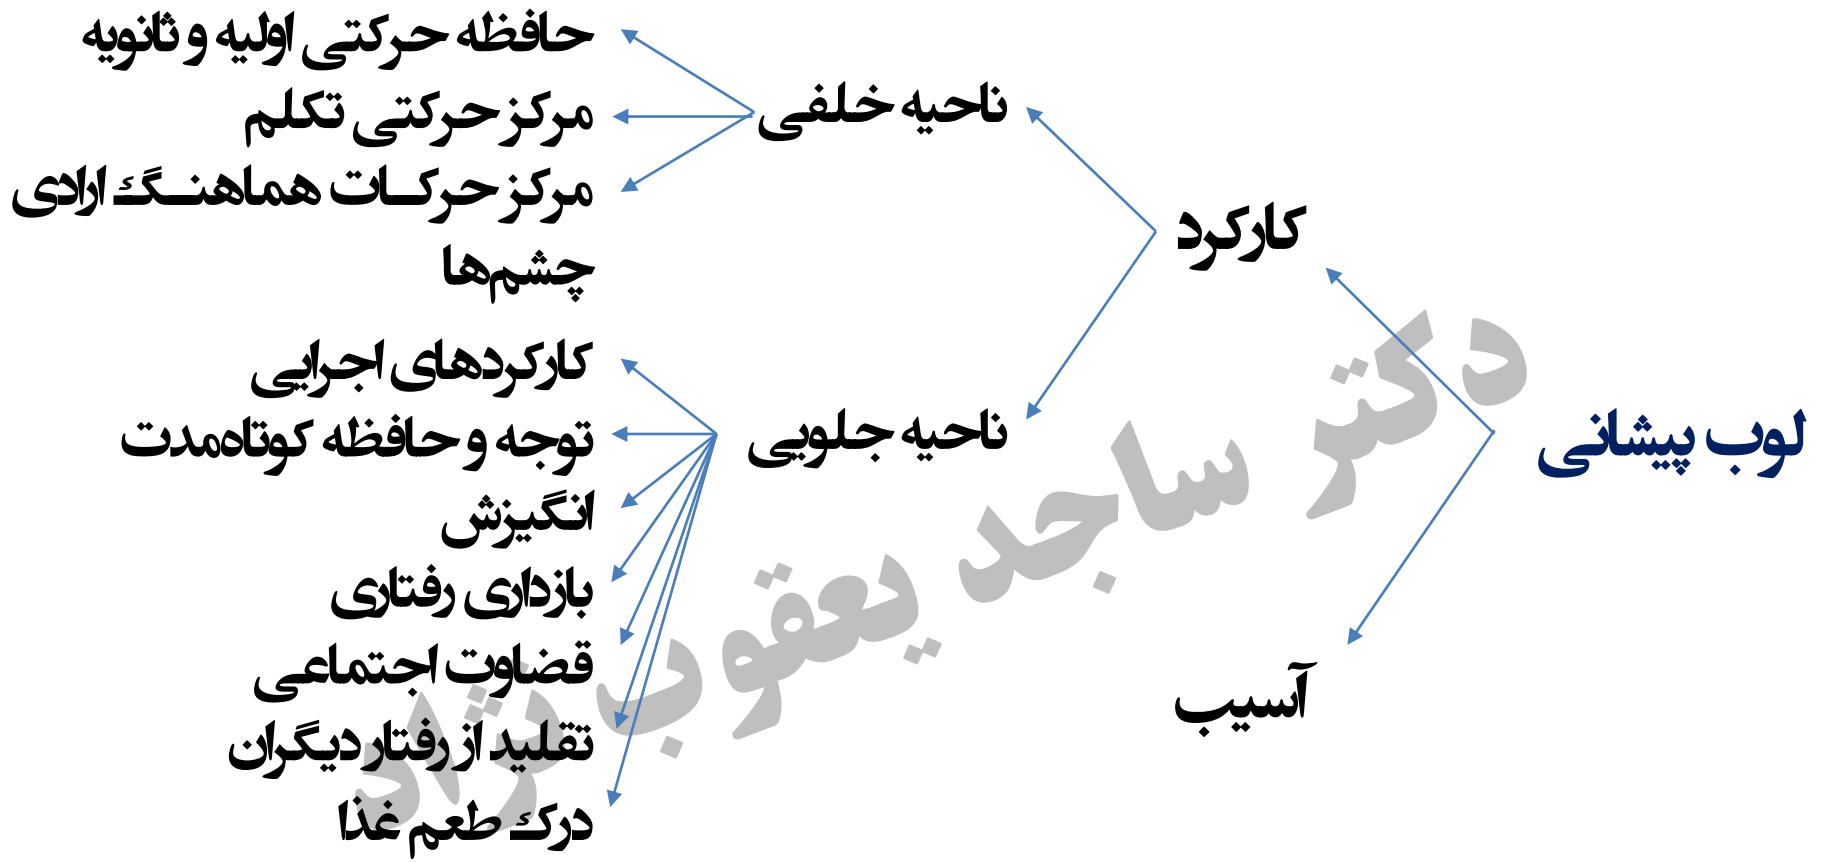 لوب پیشانی
کارکرد
ناحیه خلفی
حافظه حرکتی اولیه و ثانویه
مرکز حرکتی تکلم
مرکز حرکات هماهنگ ارادی
چشم‌ها
ناحیه جلویی
کارکردهای اجرایی
توجه و حافظه کوتاه‌مدت
انگیزش
بازداری رفتاری
قضاوت اجتماعی
تقلید از رفتار دیگران
درک طعم غذا
آسیب
دکتر ساجد یعقوب نژاد